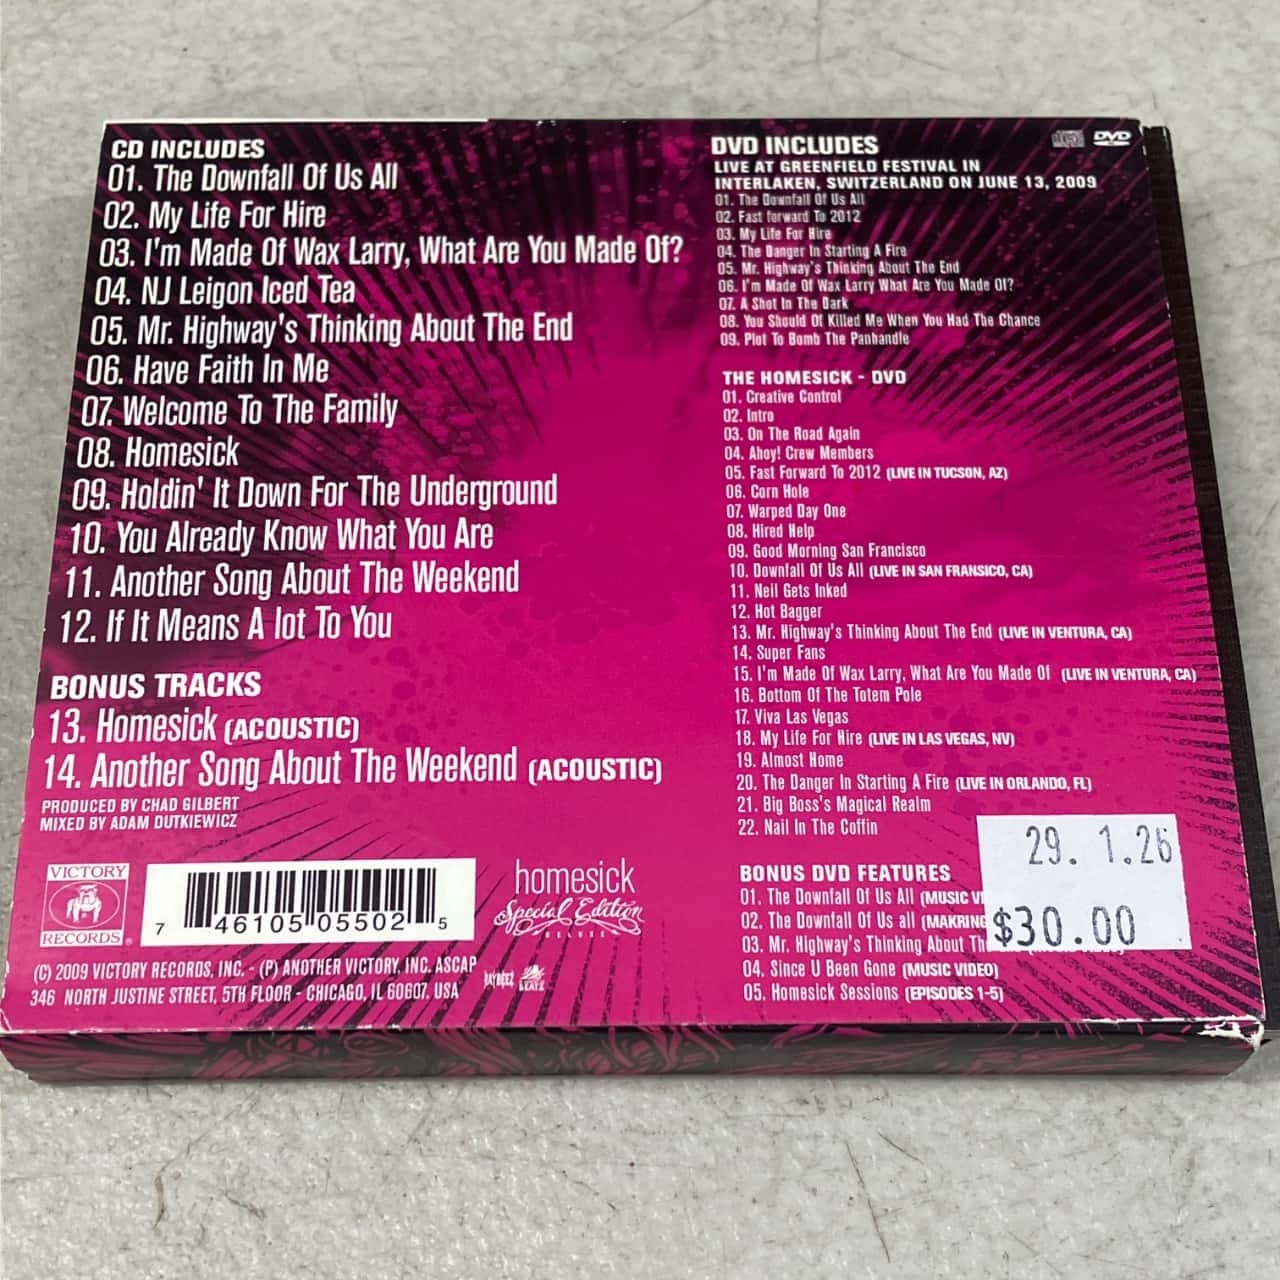 CD INCLUDES
01. The Downfall Of Us All
02. My Life For Hire
03. I'm Made Of Wax Larry, What Are You Made Of?
04. NJ Leigon Iced Tea
05. Mr. Highway's Thinking About The End
06. Have Faith In Me
07. Welcome To The Family
08. Homesick
09. Holdin' It Down For The Underground
10. You Already Know What You Are
11. Another Song About The Weekend
12. If It Means A lot To You
BONUS TRACKS
13. Homesick (ACOUSTIC)
14. Another Song About The Weekend (ACOUSTIC)
PRODUCED BY CHAD GILBERT
MIXED BY ADAM DUTKIEWICZ
VICTORY
RECORDS
7 46105 05502 5
homesick
Special Edition
DELUXE
(C) 2009 VICTORY RECORDS, INC. - (P) ANOTHER VICTORY, INC. ASCAP
346 NORTH JUSTINE STREET, 5TH FLOOR - CHICAGO, IL 60607. USA
DVD INCLUDES
DVD
LIVE AT GREENFIELD FESTIVAL IN
INTERLAKEN, SWITZERLAND ON JUNE 13, 2009
01. The Downfall Of Us All
02. Fast forward To 2012
03. My Life For Hire
04. The Danger In Starting A Fire
05. Mr. Highway's Thinking About The End
06. I'm Made Of Wax Larry What Are You Made Of?
07. A Shot In The Dark
08. You Should Of Killed Me When You Had The Chance
09. Plot To Bomb The Panhandle
THE HOMESICK - DVD
01. Creative Control
02. Intro
03. On The Road Again
04. Ahoy! Crew Members
05. Fast Forward To 2012 (LIVE IN TUCSON, AZ)
06. Corn Hole
07. Warped Day One
08. Hired Help
09. Good Morning San Francisco
10. Downfall Of Us All (LIVE IN SAN FRANSICO, CA)
11. Neil Gets Inked
12. Hot Bagger
13. Mr. Highway's Thinking About The End (LIVE IN VENTURA, CA)
14. Super Fans
15. I'm Made Of Wax Larry, What Are You Made Of (LIVE IN VENTURA, CA)
16. Bottom Of The Totem Pole
17. Viva Las Vegas
18. My Life For Hire (LIVE IN LAS VEGAS, NV)
19. Almost Home
20. The Danger In Starting A Fire (LIVE IN ORLANDO, FL)
21. Big Boss's Magical Realm
22. Nail In The Coffin
BONUS DVD FEATURES
01. The Downfall Of Us All (MUSIC
02. The Downfall Of Us all (MAKRING
03. Mr. Highway's Thinking About
04. Since U Been Gone (MUSIC VIDEO)
05. Homesick Sessions (EPISODES 1-5)
29. 1.26
$30.00